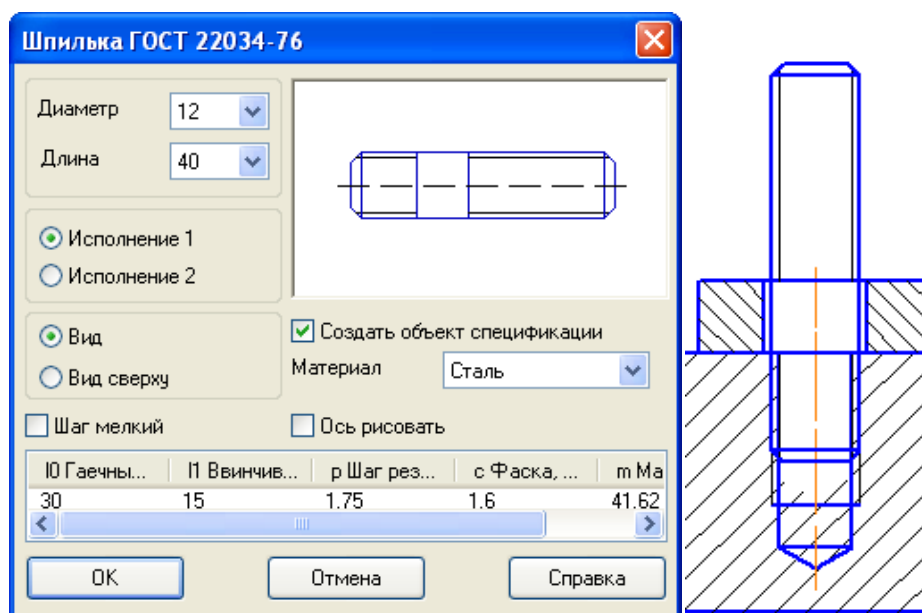 Шпилька ГОСТ 22034-76
Диаметр 12
Длина 40
Исполнение 1
Исполнение 2
Вид
Вид сверху
Создать объект спецификации
Материал Сталь
Шаг мелкий Ось рисовать
l0 Гаечны... l1 Ввинчив... p Шаг рез... c Фаска, ... m Ма
30 15 1.75 1.6 41.62
OK Отмена Справка